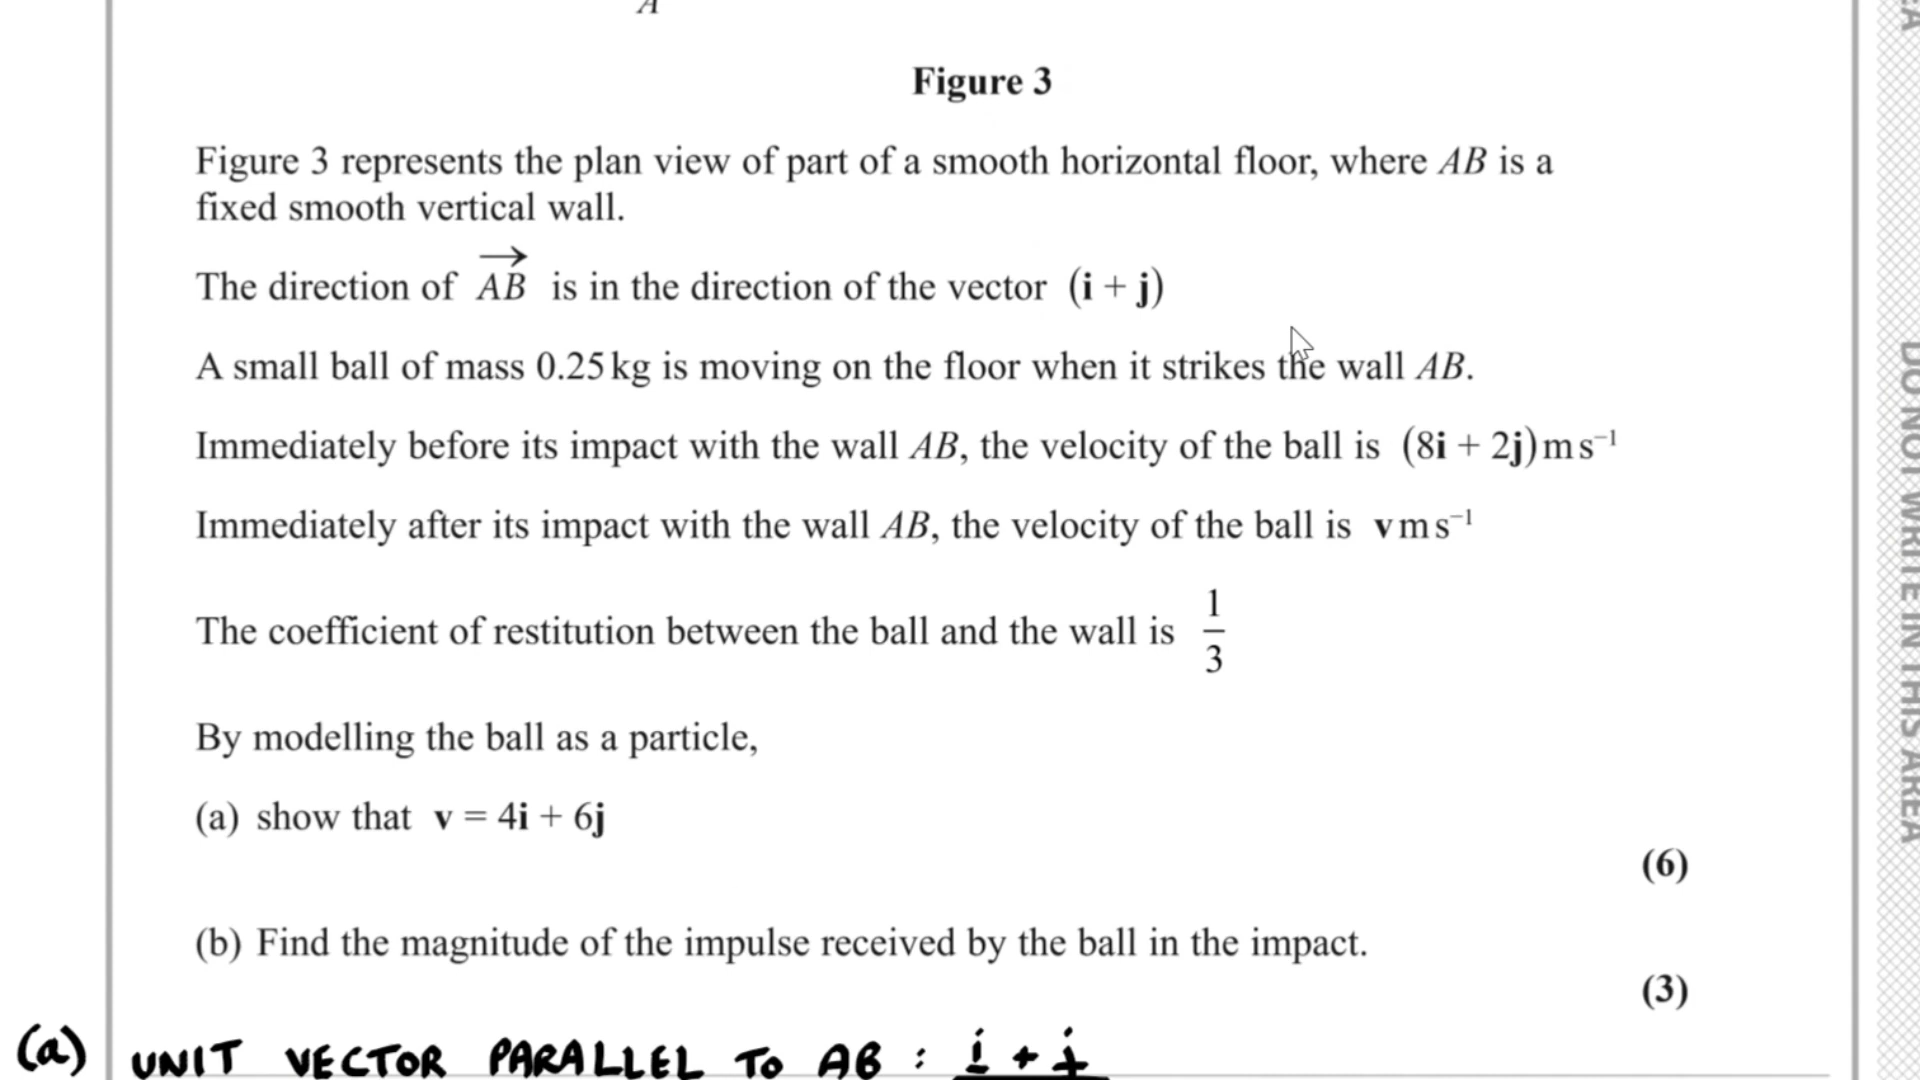 A
Figure 3
Figure 3 represents the plan view of part of a smooth horizontal floor, where AB is a
fixed smooth vertical wall.
The direction of \overrightarrow{AB} is in the direction of the vector (i + j)
A small ball of mass 0.25 kg is moving on the floor when it strikes the wall AB.
Immediately before its impact with the wall AB, the velocity of the ball is (8i + 2j) m s⁻¹
Immediately after its impact with the wall AB, the velocity of the ball is v m s⁻¹
The coefficient of restitution between the ball and the wall is 1/3
By modelling the ball as a particle,
(a) show that v = 4i + 6j
(6)
(b) Find the magnitude of the impulse received by the ball in the impact.
(3)
(a) UNIT VECTOR PARALLEL TO AB : i + j
DO NOT WRITE IN THIS AREA